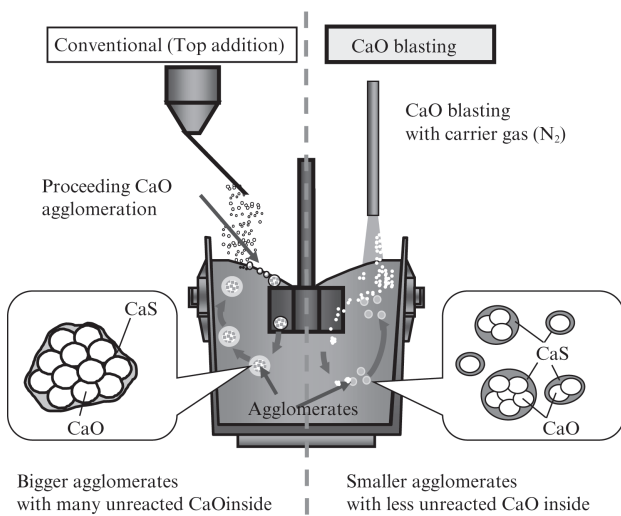 Conventional (Top addition)
CaO blasting
CaO blasting
with carrier gas (N₂)
Proceeding CaO
agglomeration
CaS
CaO
Agglomerates
CaS
CaO
Bigger agglomerates
with many unreacted CaOinside
Smaller agglomerates
with less unreacted CaO inside